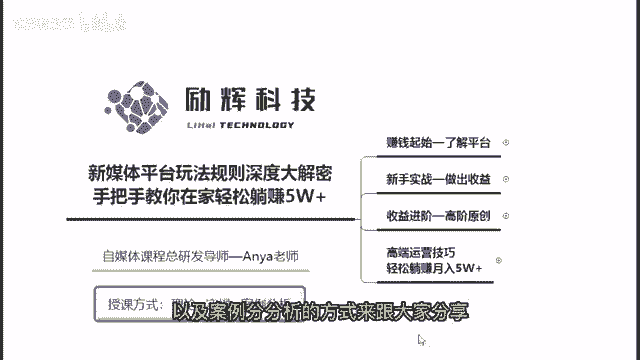 励辉科技
LIHUI TECHNOLOGY
新媒体平台玩法规则深度大解密
手把手教你在家轻松躺赚5W+
自媒体课程总研发导师—Anya老师
授课方式：
赚钱起始—了解平台
新手实战—做出收益
收益进阶—高阶原创
高端运营技巧
轻松躺赚月入5W+
以及案例分分析的方式来跟大家分享